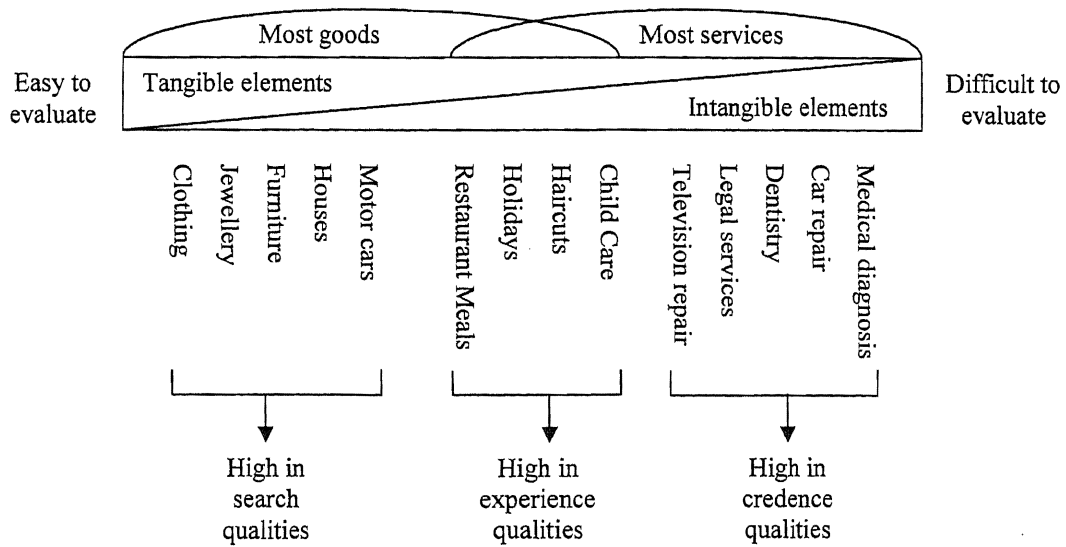 Most goods
Most services
Easy to
evaluate
Tangible elements
Intangible elements
Difficult to
evaluate
Clothing
Jewellery
Furniture
Houses
Motor cars
Restaurant Meals
Holidays
Haircuts
Child Care
Television repair
Legal services
Dentistry
Car repair
Medical diagnosis
High in
search
qualities
High in
experience
qualities
High in
credence
qualities